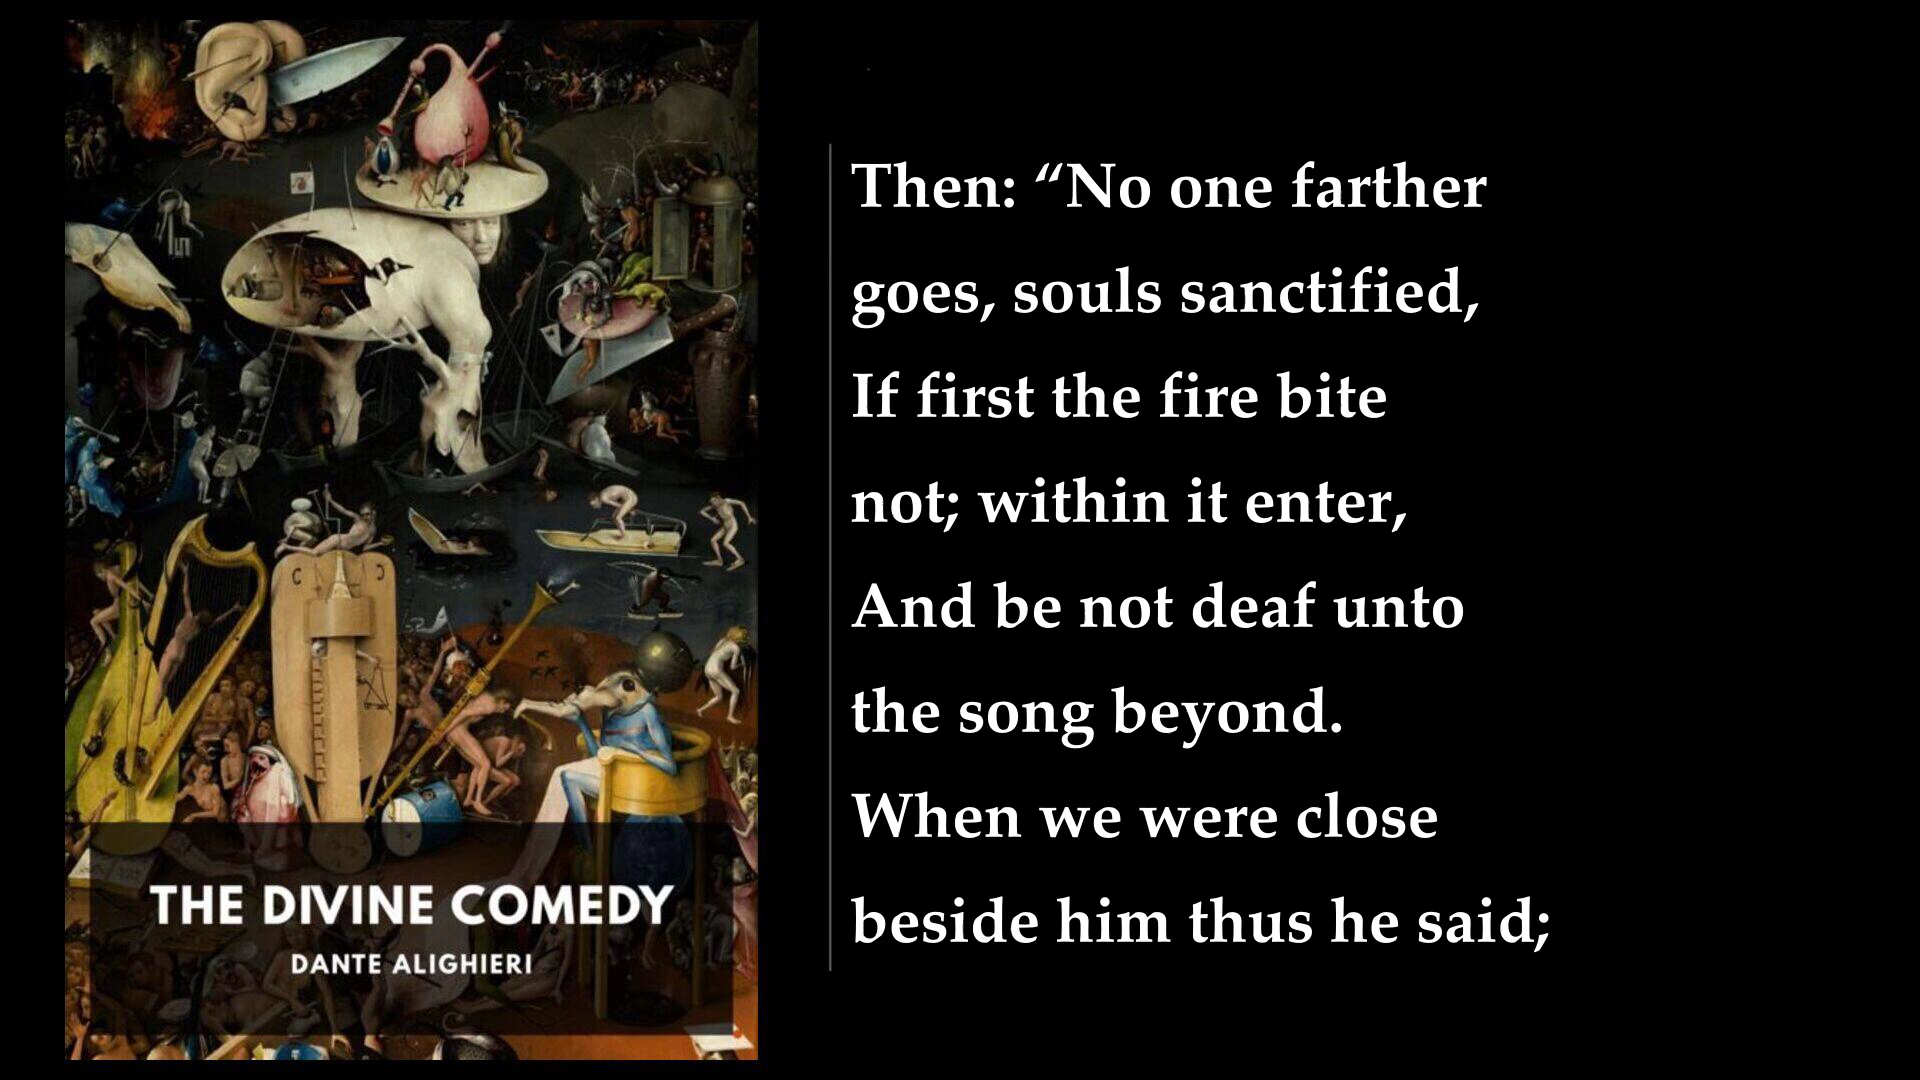 THE DIVINE COMEDY
DANTE ALIGHIERI
Then: “No one farther
goes, souls sanctified,
If first the fire bite
not; within it enter,
And be not deaf unto
the song beyond.
When we were close
beside him thus he said;